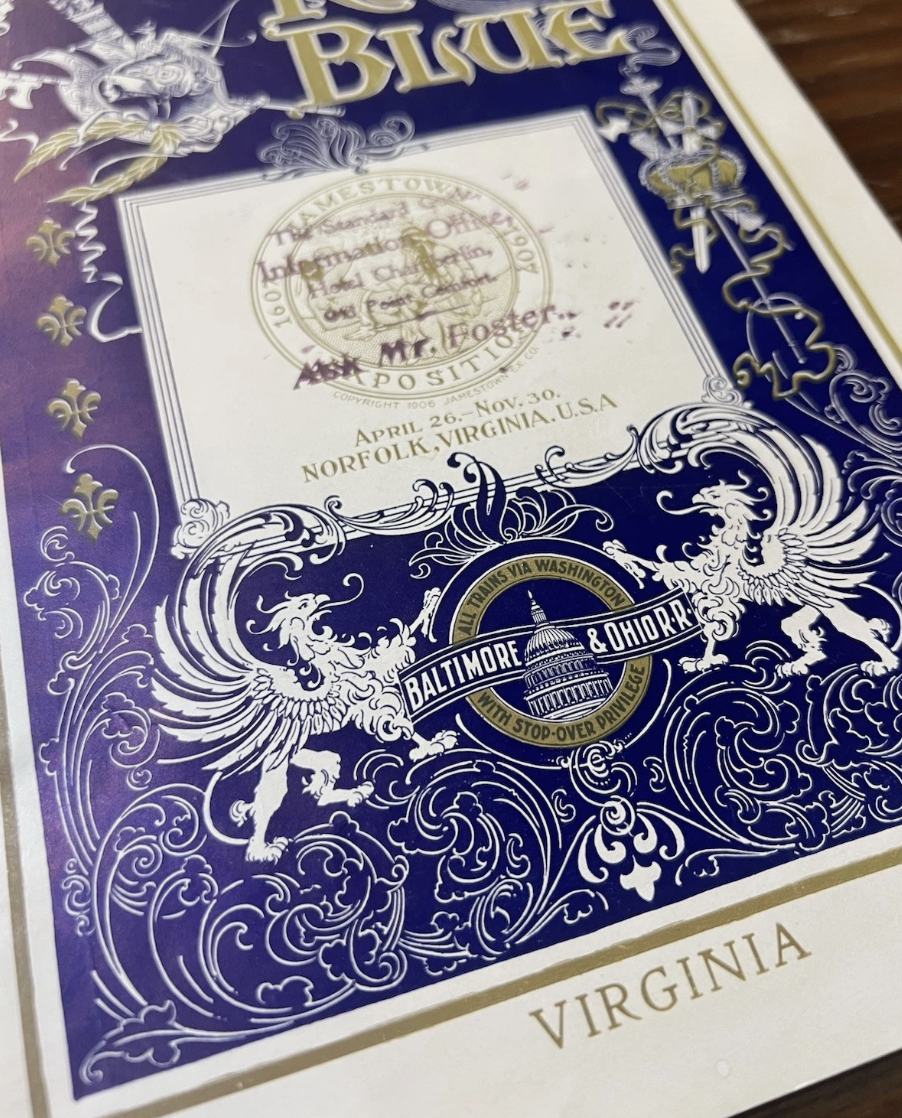 BLUE
JAMESTOWN
1607
1907
EXPOSITION
The Standard Guide
Information Office,
Hotel Chamberlin,
Old Point Comfort
Ask Mr. Foster.
COPYRIGHT 1906 JAMESTOWN EX. CO.
APRIL 26.–NOV. 30.
NORFOLK, VIRGINIA. U.S.A
ALL TRAINS VIA WASHINGTON
BALTIMORE & OHIO R.R.
WITH STOP-OVER PRIVILEGE
VIRGINIA